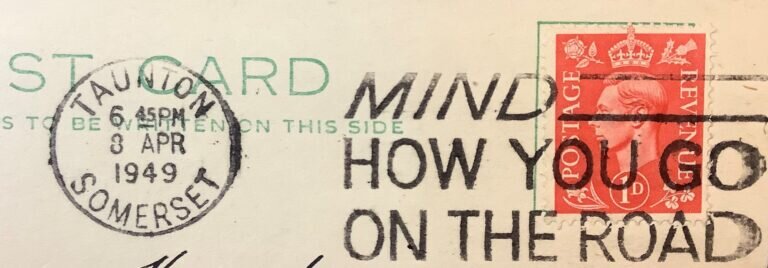 ST CARD
S TO BE WRITTEN ON THIS SIDE
TAUNTON
6.45PM
8 APR
1949
SOMERSET
MIND
HOW YOU GO
ON THE ROAD
POSTAGE
REVENUE
1D